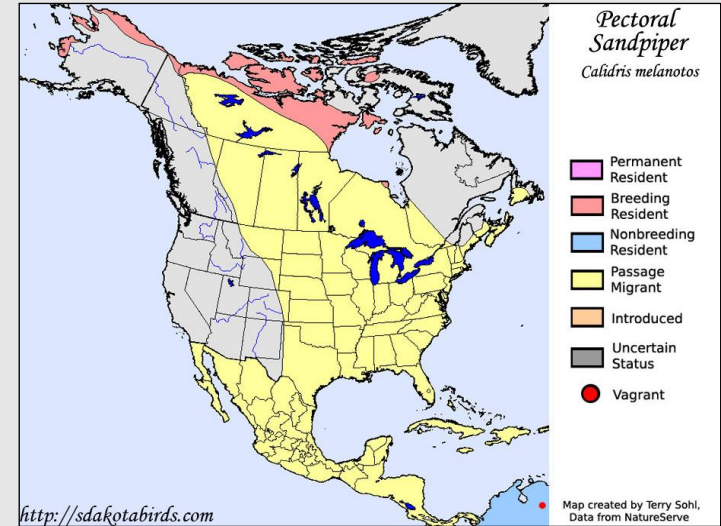 Pectoral
Sandpiper
Calidris melanotos
Permanent
Resident
Breeding
Resident
Nonbreeding
Resident
Passage
Migrant
Introduced
Uncertain
Status
Vagrant
http://sdakotabirds.com
Map created by Terry Sohl,
Data from NatureServe